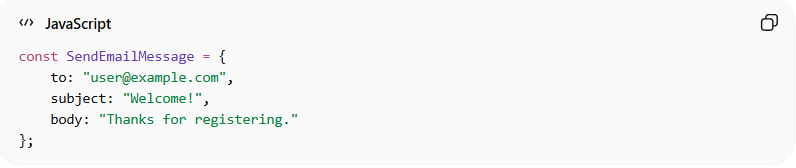 </> JavaScript
const SendEmailMessage = {
    to: "user@example.com",
    subject: "Welcome!",
    body: "Thanks for registering."
};